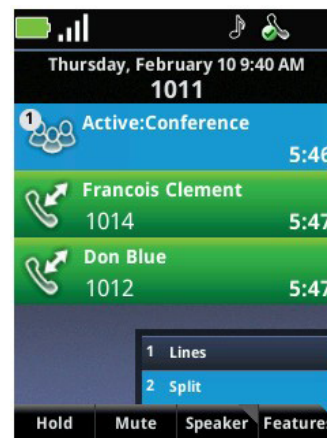 Thursday, February 10 9:40 AM
1011
1
Active:Conference
5:46
Francois Clement
1014 5:47
Don Blue
1012 5:47
1 Lines
2 Split
Hold Mute Speaker Feature